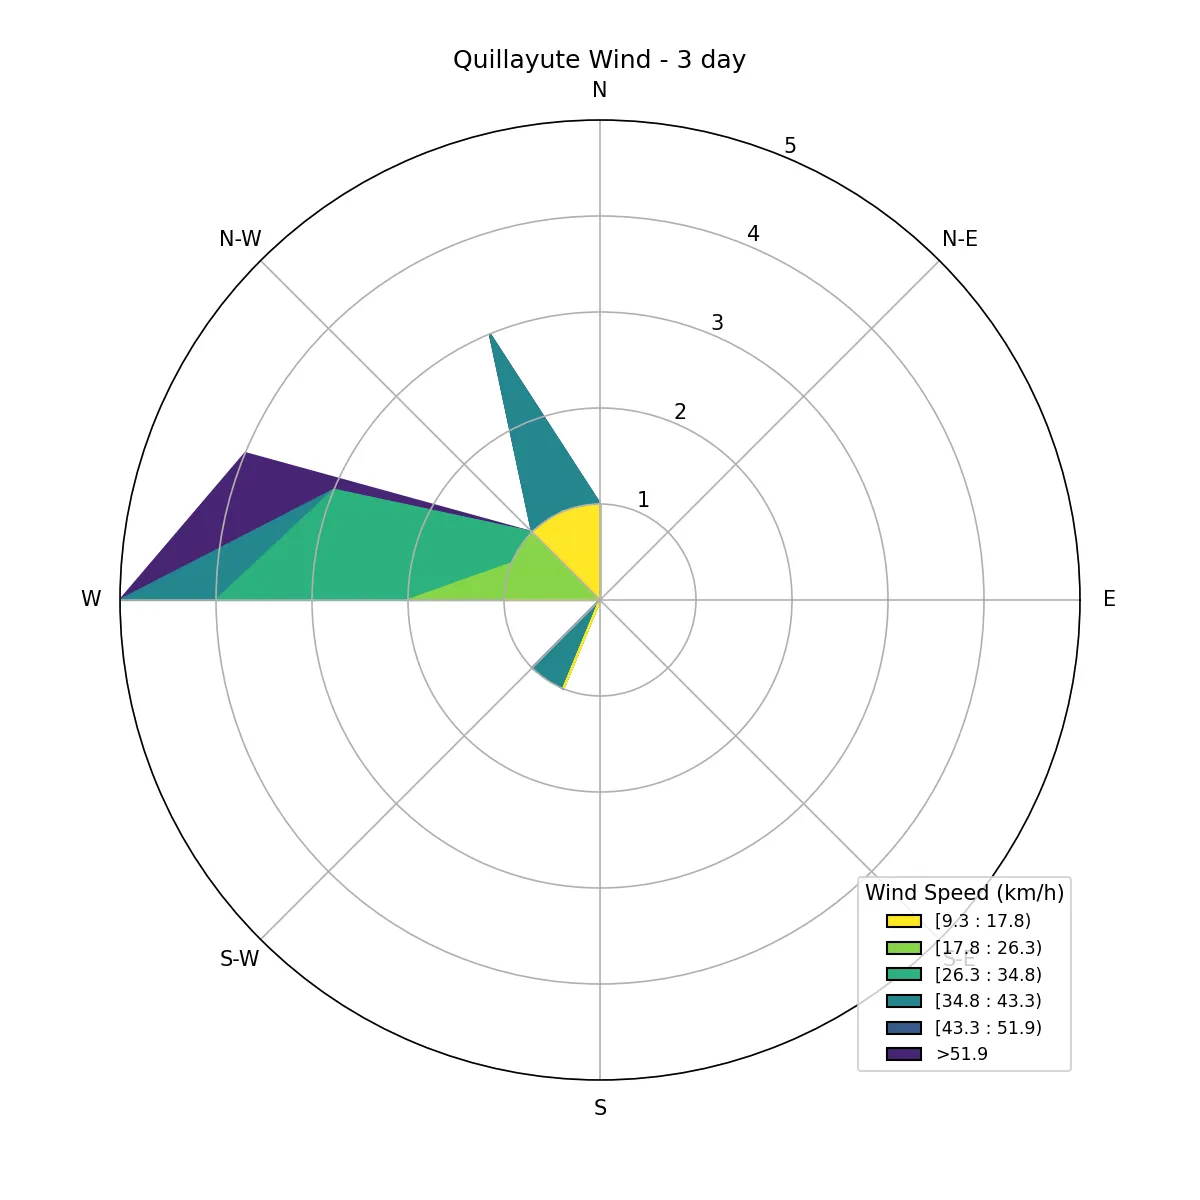 Quillayute Wind - 3 day
N
5
N-W
4
N-E
3
2
1
W
E
Wind Speed (km/h)
[9.3 : 17.8)
[17.8 : 26.3)
S-W
S-E
[26.3 : 34.8)
[34.8 : 43.3)
[43.3 : 51.9)
>51.9
S